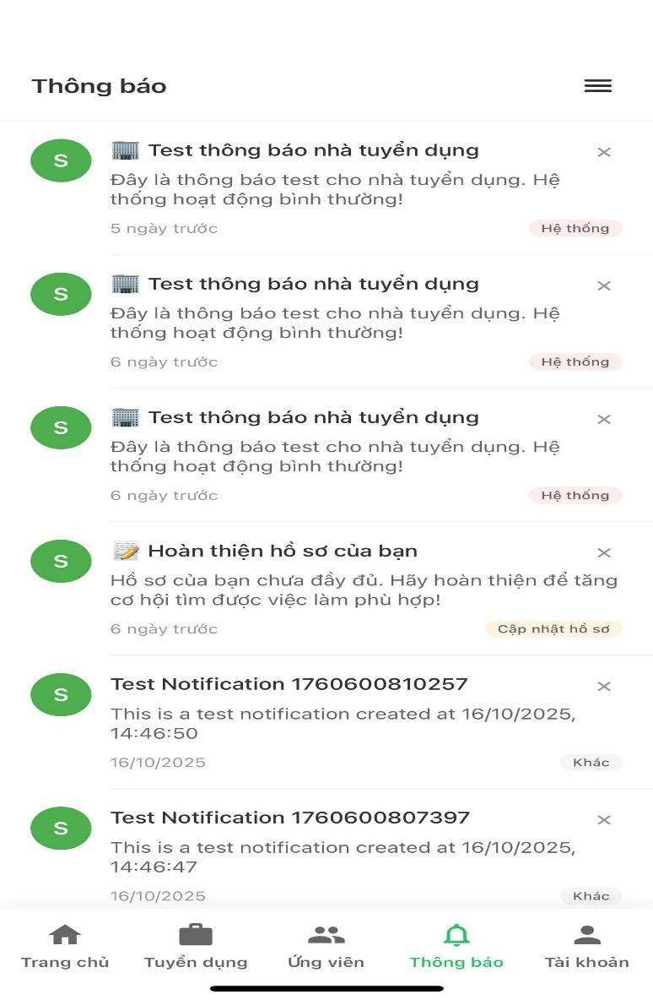 Thông báo
S
Test thông báo nhà tuyển dụng
Đây là thông báo test cho nhà tuyển dụng. Hệ
thống hoạt động bình thường!
5 ngày trước
Hệ thống
S
Test thông báo nhà tuyển dụng
Đây là thông báo test cho nhà tuyển dụng. Hệ
thống hoạt động bình thường!
6 ngày trước
Hệ thống
S
Test thông báo nhà tuyển dụng
Đây là thông báo test cho nhà tuyển dụng. Hệ
thống hoạt động bình thường!
6 ngày trước
Hệ thống
S
Hoàn thiện hồ sơ của bạn
Hồ sơ của bạn chưa đầy đủ. Hãy hoàn thiện để tăng
cơ hội tìm được việc làm phù hợp!
6 ngày trước
Cập nhật hồ sơ
S
Test Notification 1760600810257
This is a test notification created at 16/10/2025,
14:46:50
16/10/2025
Khác
S
Test Notification 1760600807397
This is a test notification created at 16/10/2025,
14:46:47
16/10/2025
Khác
Trang chủ
Tuyển dụng
Ứng viên
Thông báo
Tài khoản